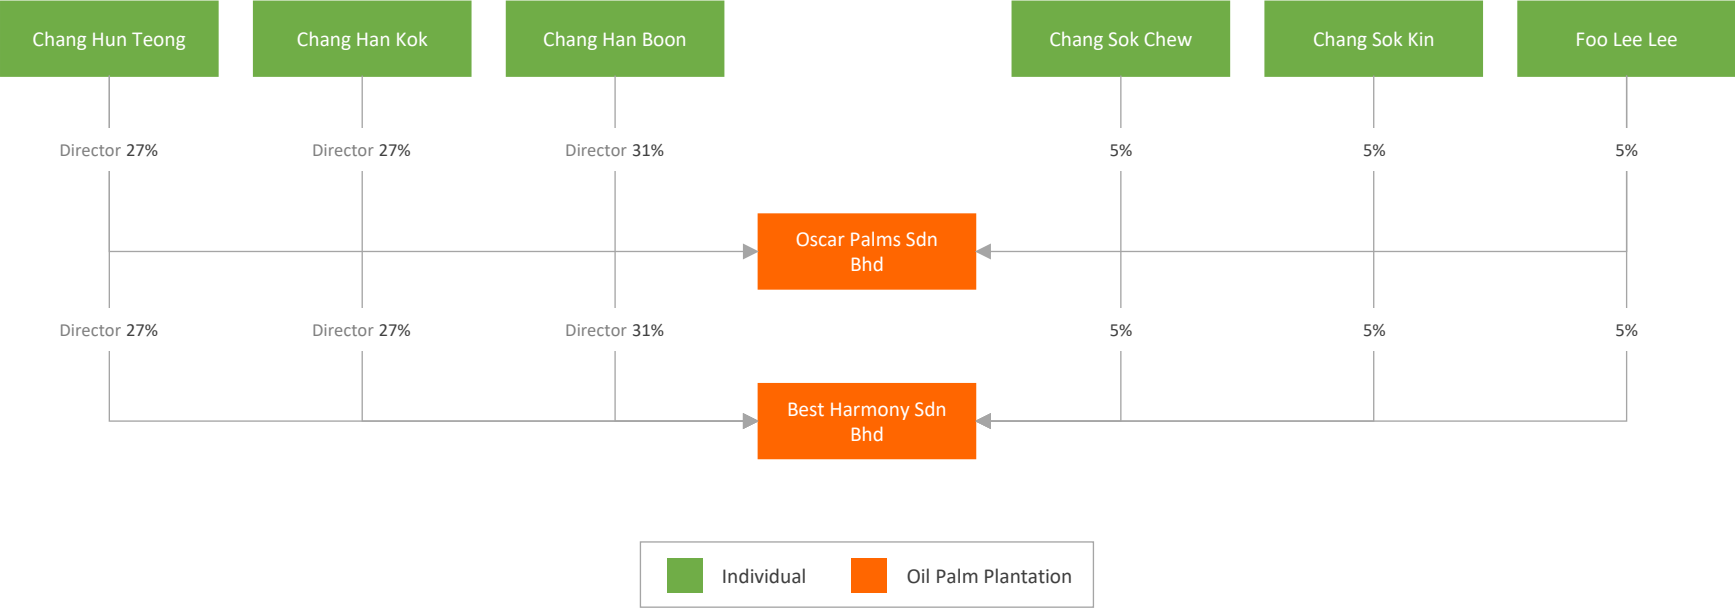 Chang Hun Teong
Chang Han Kok
Chang Han Boon
Chang Sok Chew
Chang Sok Kin
Foo Lee Lee
Director 27%
Director 27%
Director 31%
5%
5%
5%
Oscar Palms Sdn
Bhd
Director 27%
Director 27%
Director 31%
5%
5%
5%
Best Harmony Sdn
Bhd
Individual
Oil Palm Plantation